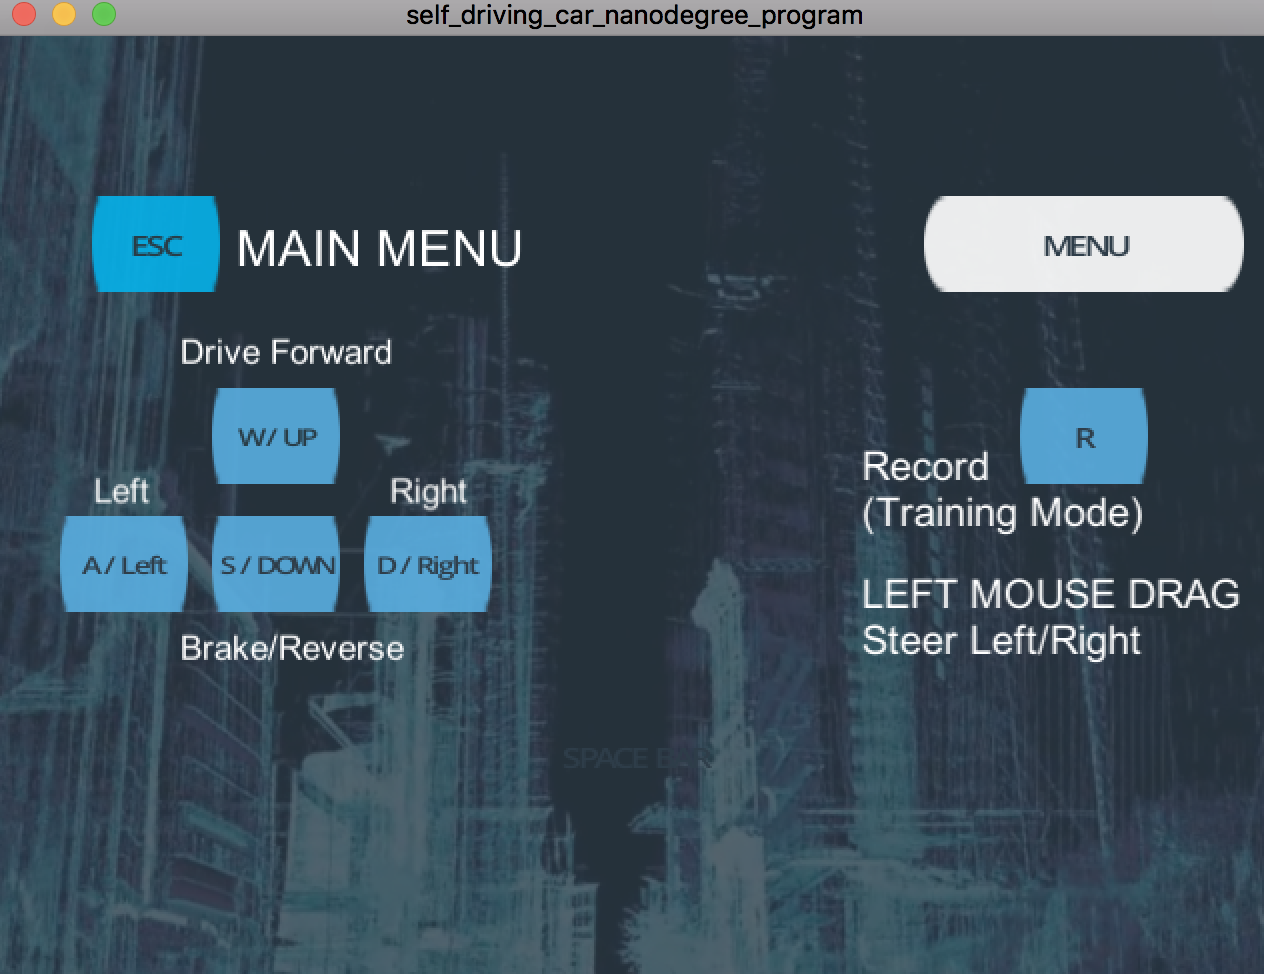 self_driving_car_nanodegree_program
ESC
MAIN MENU
MENU
Drive Forward
W / UP
R
Record
(Training Mode)
Left
Right
A / Left
S / DOWN
D / Right
LEFT MOUSE DRAG
Steer Left/Right
Brake/Reverse
SPACE